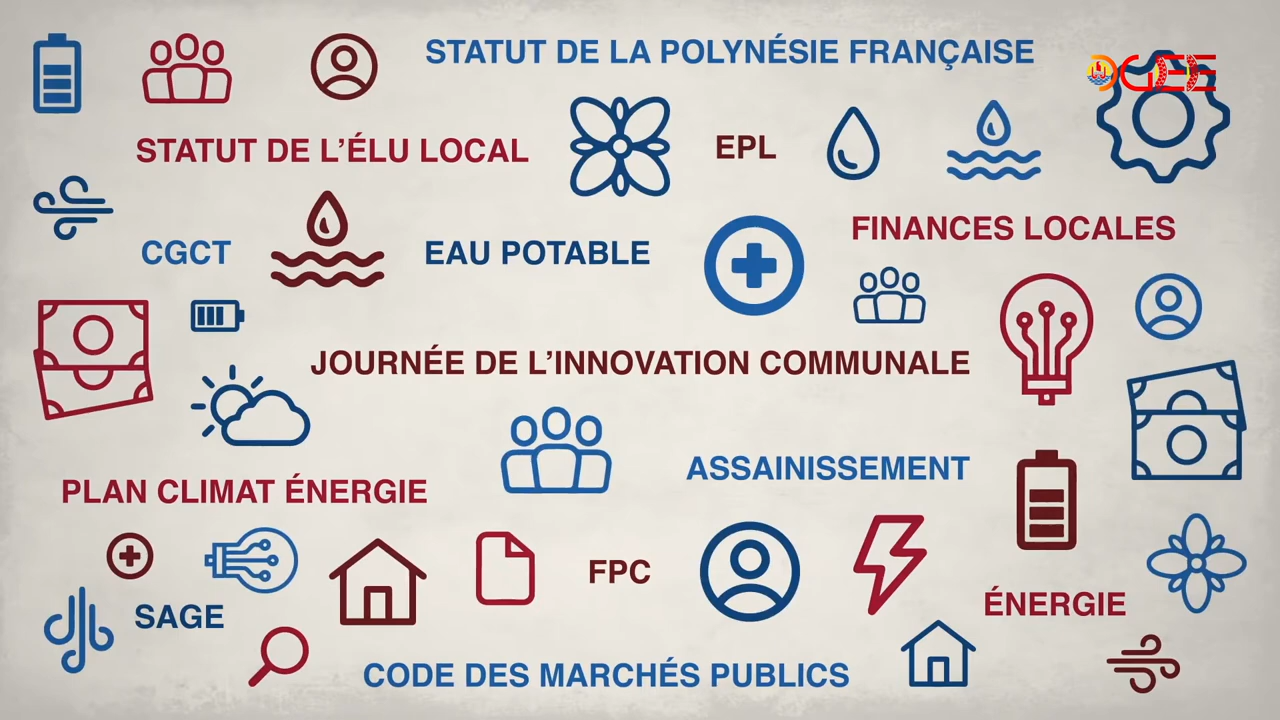 STATUT DE LA POLYNÉSIE FRANÇAISE
DGEE
STATUT DE L’ÉLU LOCAL
EPL
FINANCES LOCALES
CGCT
EAU POTABLE
JOURNÉE DE L’INNOVATION COMMUNALE
ASSAINISSEMENT
PLAN CLIMAT ÉNERGIE
FPC
ÉNERGIE
SAGE
CODE DES MARCHÉS PUBLICS